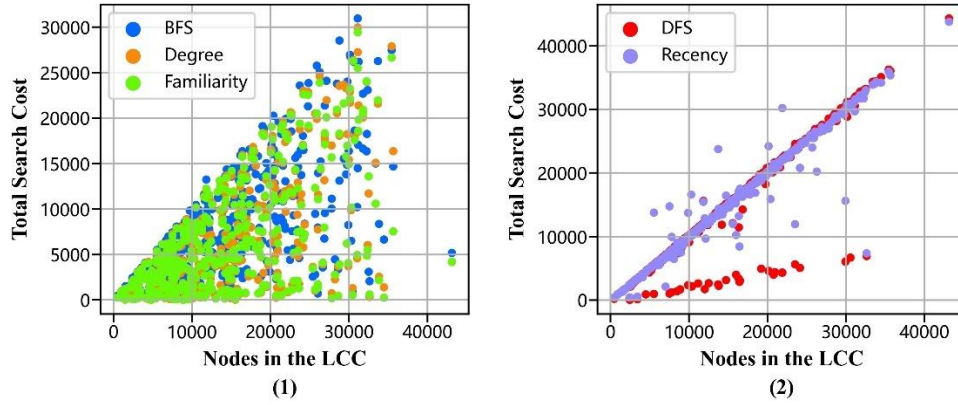 30000
25000
20000
15000
10000
5000
0
Total Search Cost
BFS
Degree
Familiarity
0 10000 20000 30000 40000
Nodes in the LCC
(1)
40000
30000
20000
10000
0
Total Search Cost
DFS
Recency
10000 20000 30000 40000
Nodes in the LCC
(2)